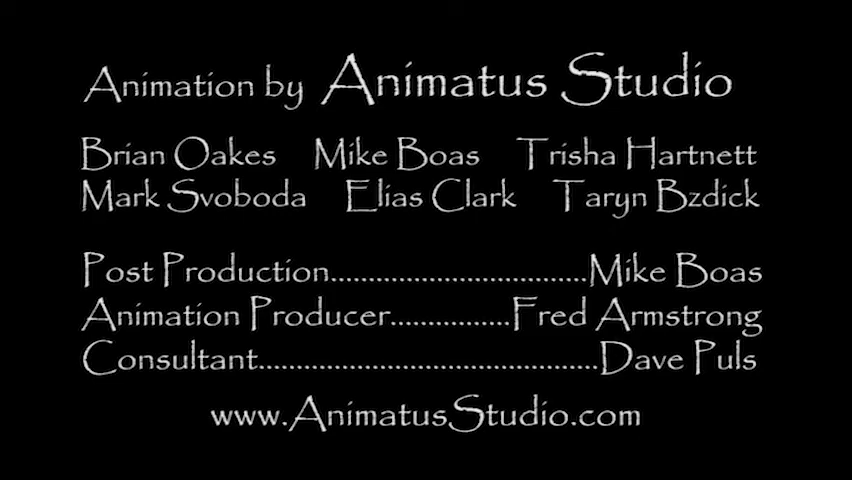 Animation by Animatus Studio
Brian Oakes Mike Boas Trisha Hartnett
Mark Svoboda Elias Clark Taryn Bzdick
Post Production..................................Mike Boas
Animation Producer................Fred Armstrong
Consultant.............................................Dave Puls
www.AnimatusStudio.com